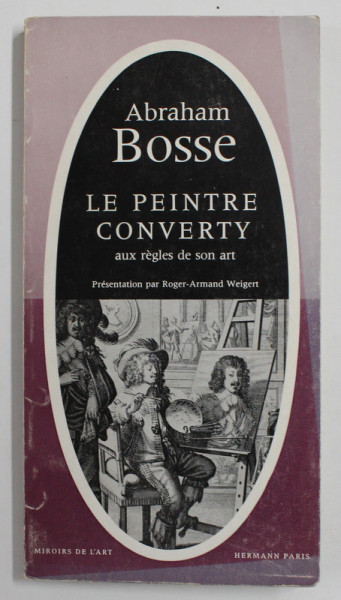 Abraham
Bosse
LE PEINTRE
CONVERTY
aux règles de son art
Présentation par Roger-Armand Weigert
MIROIRS DE L'ART
HERMANN PARIS